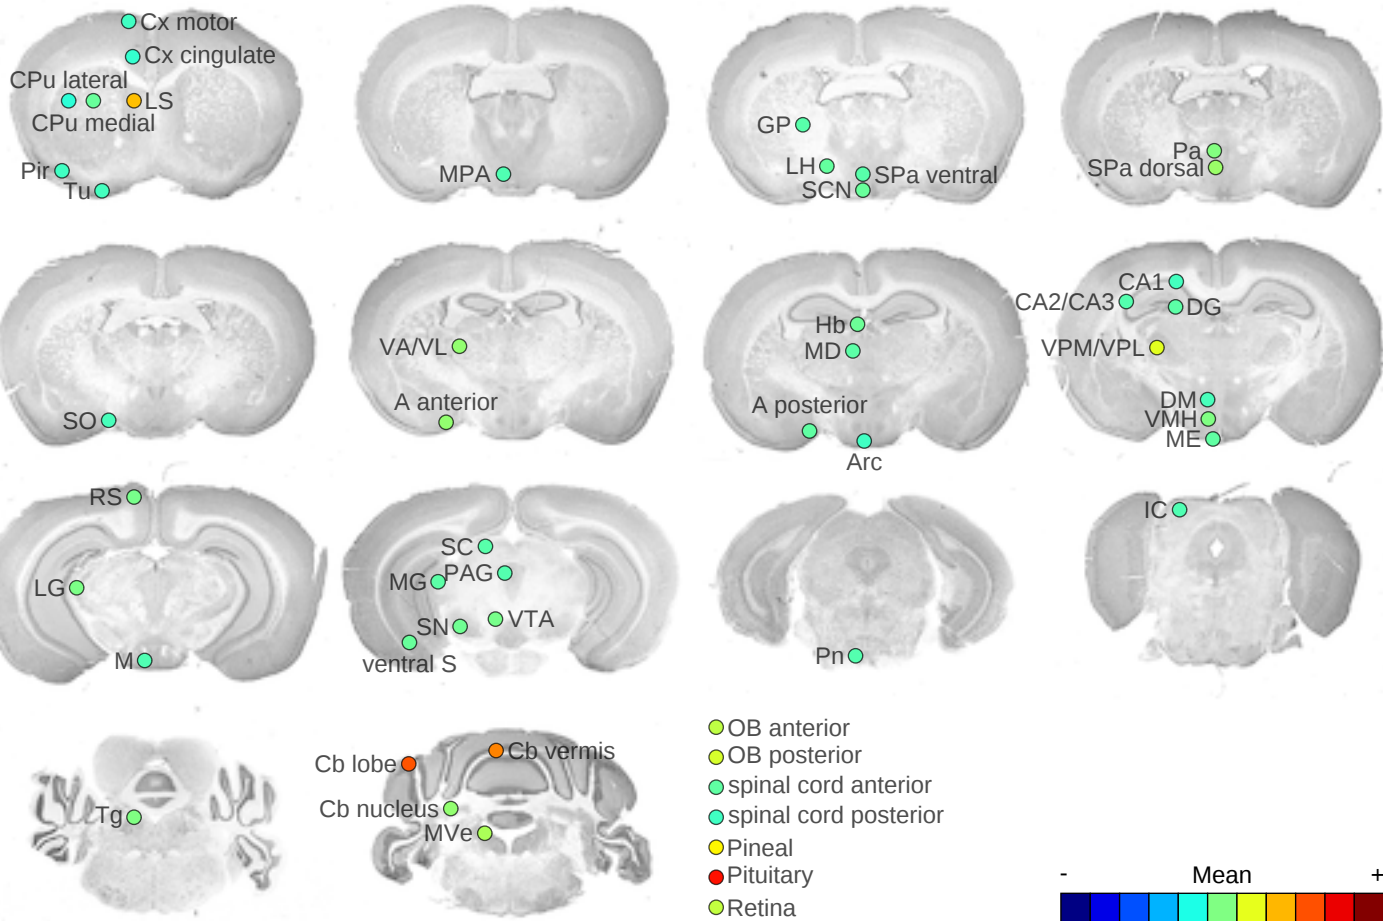 Cx motor
Cx cingulate
CPu lateral
LS
CPu medial
Pir
Tu
MPA
GP
LH
SPa ventral
SCN
Pa
SPa dorsal
SO
VA/VL
A anterior
Hb
MD
A posterior
Arc
CA1
CA2/CA3
DG
VPM/VPL
DM
VMH
ME
RS
LG
M
SC
MG
PAG
SN
VTA
ventral S
Pn
IC
Tg
Cb lobe
Cb vermis
Cb nucleus
MVe
OB anterior
OB posterior
spinal cord anterior
spinal cord posterior
Pineal
Pituitary
Retina
- Mean +